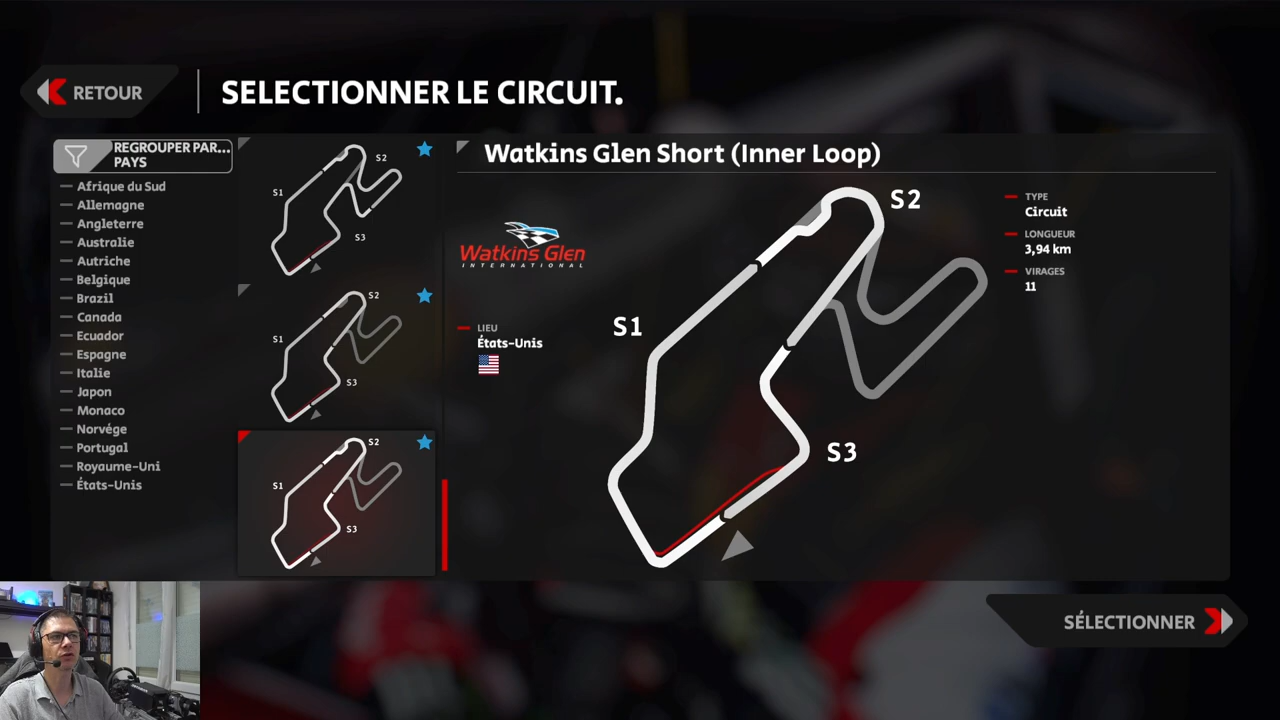 RETOUR
SELECTIONNER LE CIRCUIT.
REGROUPER PAR...
PAYS
Afrique du Sud
Allemagne
Angleterre
Australie
Autriche
Belgique
Brazil
Canada
Ecuador
Espagne
Italie
Japon
Monaco
Norvége
Portugal
Royaume-Uni
États-Unis
S1
S2
S3
S1
S2
S3
S1
S2
S3
Watkins Glen Short (Inner Loop)
Watkins Glen
INTERNATIONAL
LIEU
États-Unis
S1
S2
S3
TYPE
Circuit
LONGUEUR
3,94 km
VIRAGES
11
SÉLECTIONNER